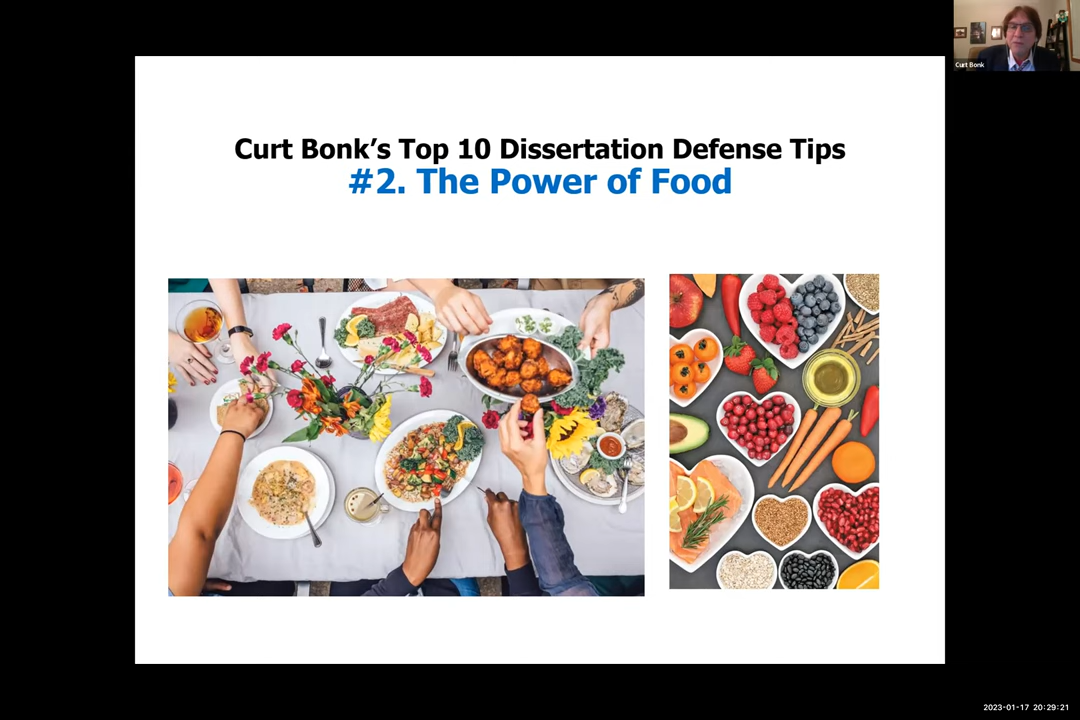 Curt Bonk
Curt Bonk's Top 10 Dissertation Defense Tips
#2. The Power of Food
2023-01-17 20:29:21